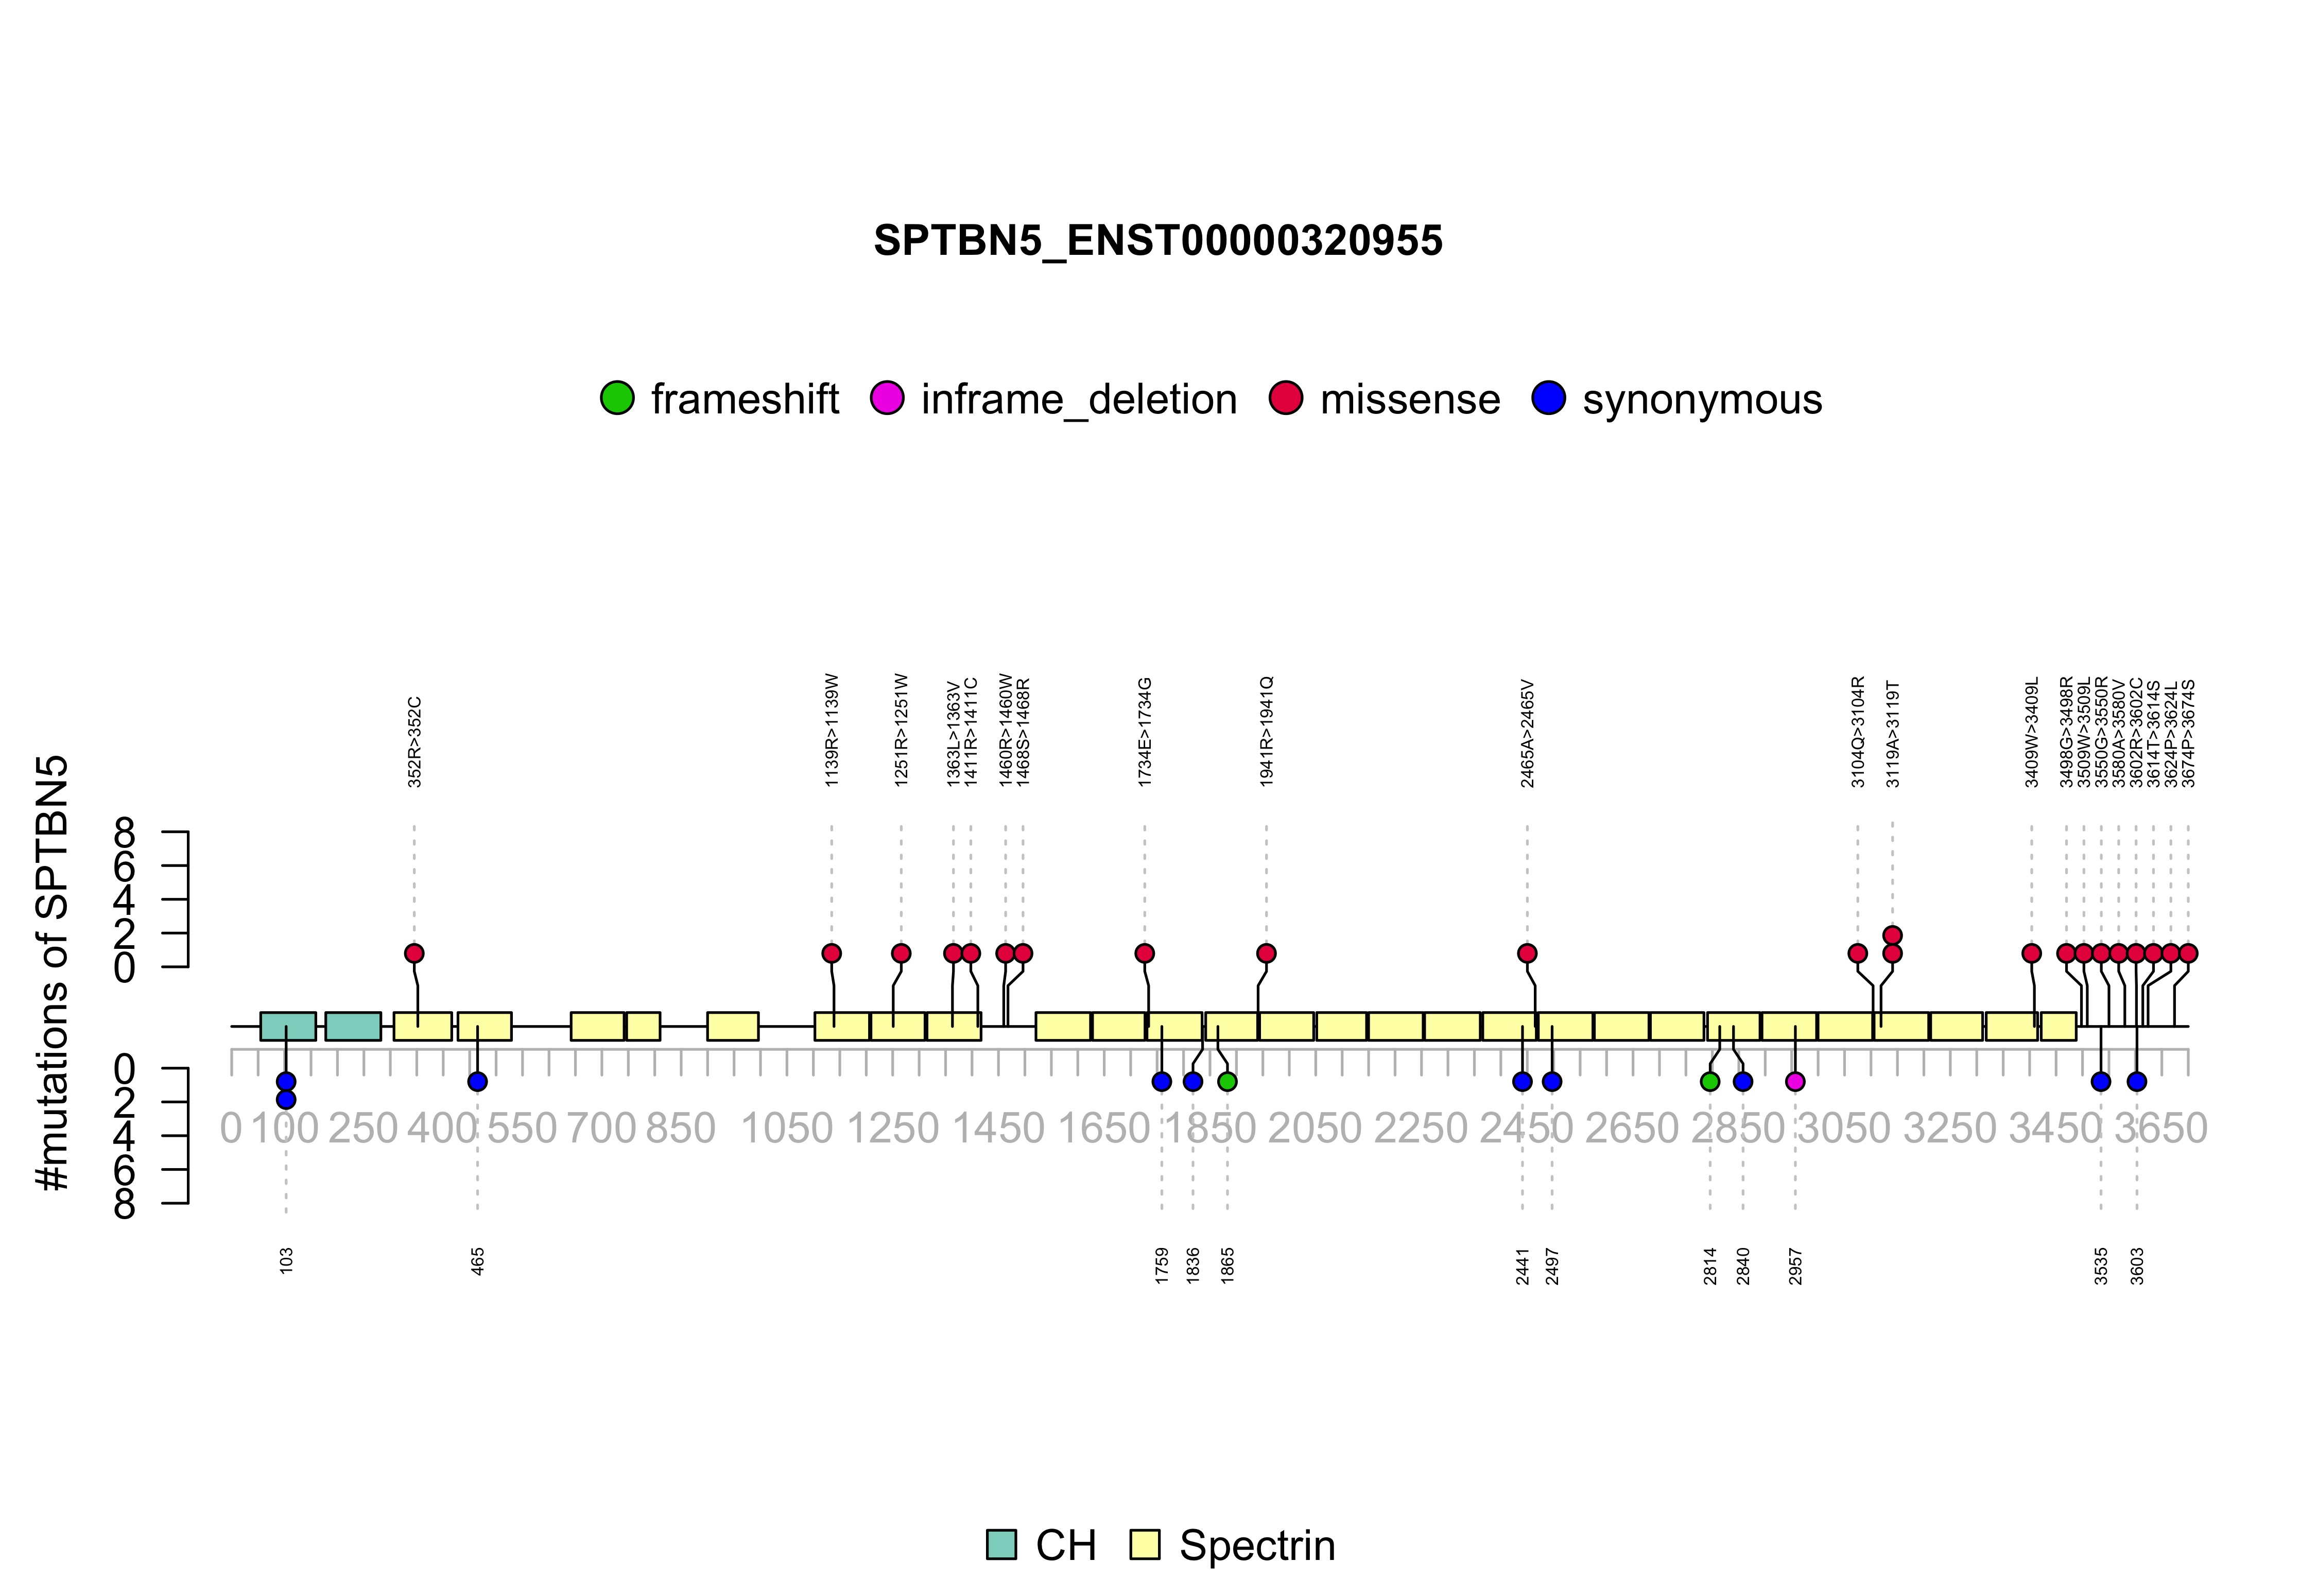 SPTBN5_ENST00000320955
frameshift inframe_deletion missense synonymous
352R>352C
1139R>1139W
1251R>1251W
1363L>1363V
1411R>1411C
1460R>1460W
1468S>1468R
1734E>1734G
1941R>1941Q
2465A>2465V
3104Q>3104R
3119A>3119T
3409W>3409L
3498G>3498R
3509W>3509L
3550G>3550R
3580A>3580V
3602R>3602C
3614T>3614S
3624P>3624L
3674P>3674S
#mutations of SPTBN5
8
6
4
2
0
0
2
4
6
8
0 100 250 400 550 700 850 1050 1250 1450 1650 1850 2050 2250 2450 2650 2850 3050 3250 3450 3650
103
465
1759
1836
1865
2441
2497
2814
2840
2957
3535
3603
CH Spectrin